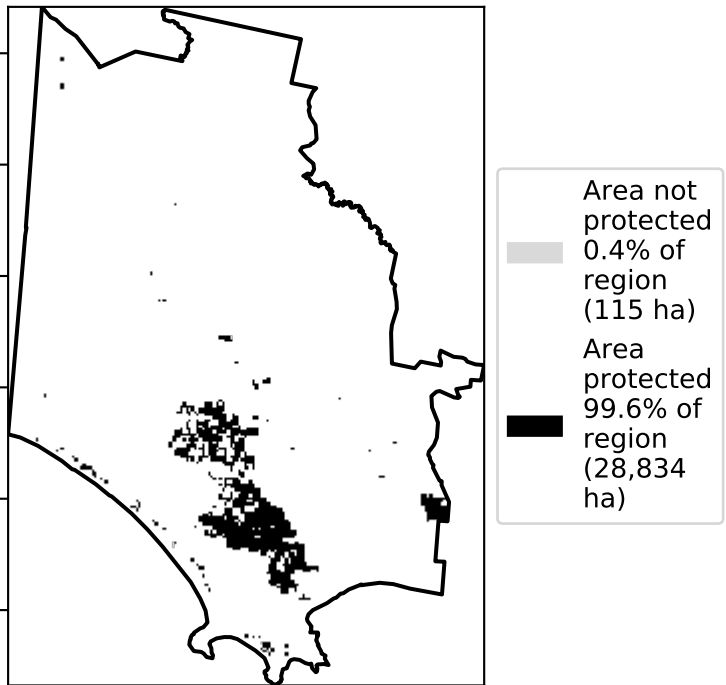 Area not
protected
0.4% of
region
(115 ha)
Area
protected
99.6% of
region
(28,834
ha)